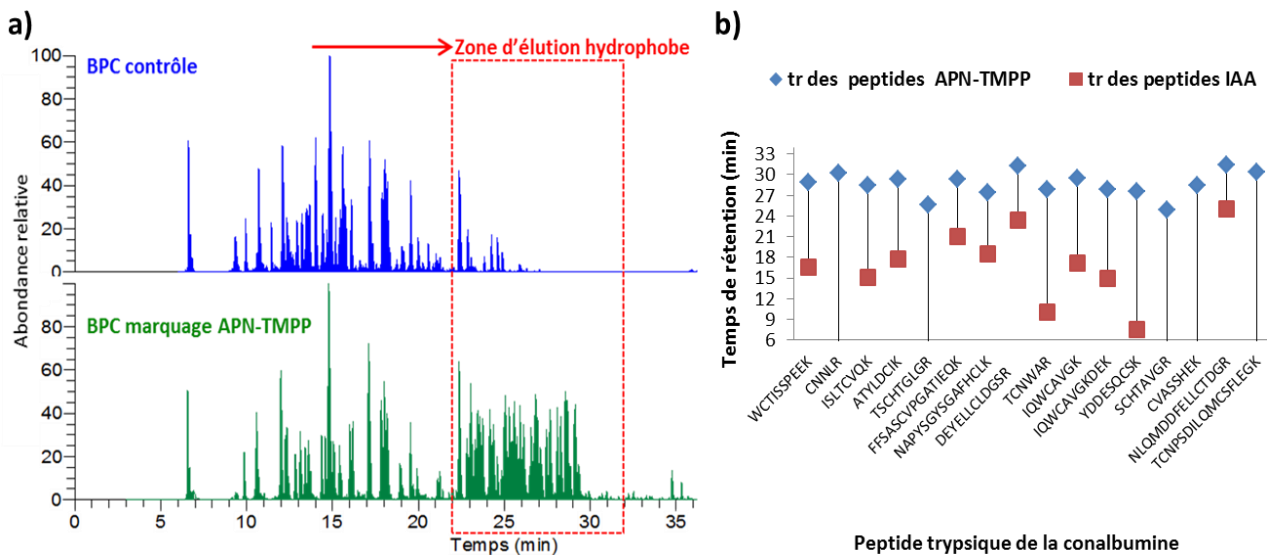 a)
Zone d'élution hydrophobe
BPC contrôle
100
80
60
40
20
0
BPC marquage APN-TMPP
80
60
40
20
0
Abondance relative
0
5
10
15
20
25
30
35
Temps (min)
b)
tr des peptides APN-TMPP
tr des peptides IAA
Temps de rétention (min)
33
30
27
24
21
18
15
12
9
6
WCTISSPEEK
CNNLR
ISLTCVQK
ATYLDCIK
TSCHTGLGR
FFSASCVPGATIEQK
NAPYSGYSGAFHCLK
DEYELLCLDGSR
TCNWAR
IQWCAVGK
IQWCAVGKDEK
YDDESQCSK
SCHTAVGR
CVASSHEK
NLQMDDFELLCTDGR
TCNPSDILQMCSFLEGK
Peptide trypsique de la conalbumine